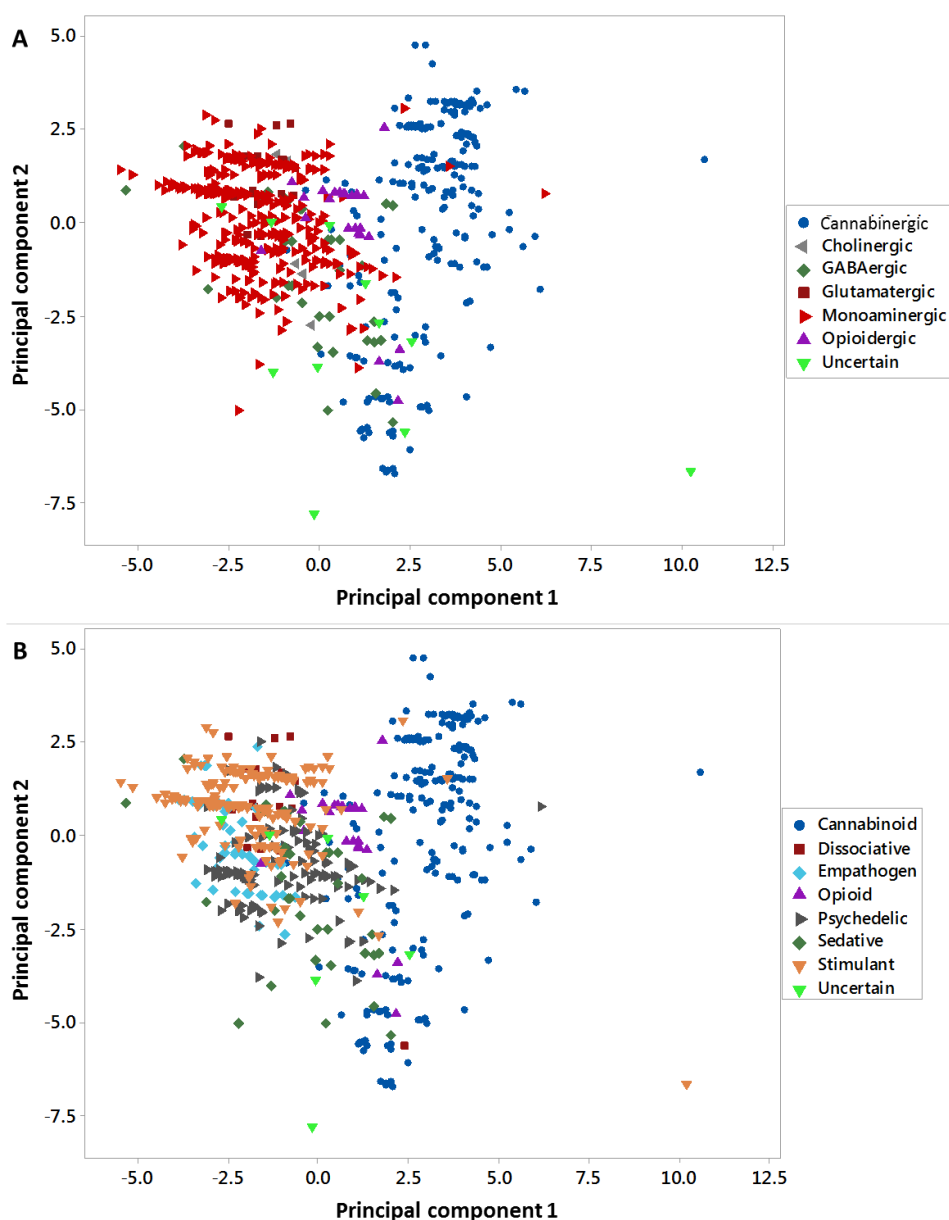 A
5.0
2.5
0.0
-2.5
-5.0
-7.5
Principal component 2
-5.0 -2.5 0.0 2.5 5.0 7.5 10.0 12.5
Principal component 1
Cannabinergic
Cholinergic
GABAergic
Glutamatergic
Monoaminergic
Opioidergic
Uncertain
B
5.0
2.5
0.0
-2.5
-5.0
-7.5
Principal component 2
-5.0 -2.5 0.0 2.5 5.0 7.5 10.0 12.5
Principal component 1
Cannabinoid
Dissociative
Empathogen
Opioid
Psychedelic
Sedative
Stimulant
Uncertain